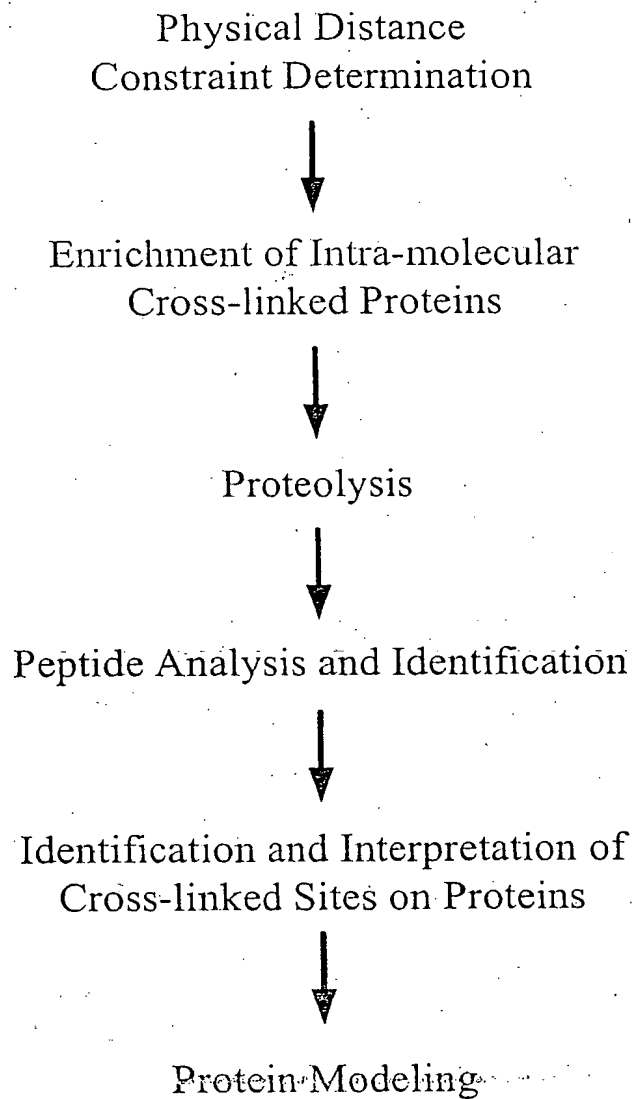 Physical Distance
Constraint Determination
Enrichment of Intra-molecular
Cross-linked Proteins
Proteolysis
Peptide Analysis and Identification
Identification and Interpretation of
Cross-linked Sites on Proteins
Protein Modeling